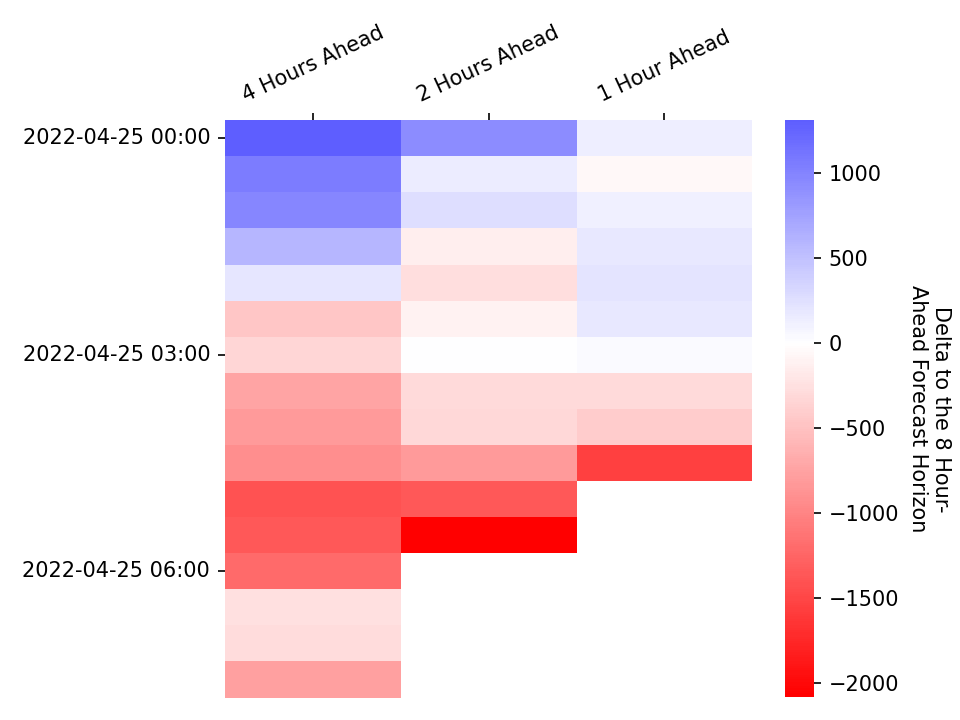 4 Hours Ahead
2 Hours Ahead
1 Hour Ahead
2022-04-25 00:00
2022-04-25 03:00
2022-04-25 06:00
1000
500
0
−500
−1000
−1500
−2000
Delta to the 8 Hour-
Ahead Forecast Horizon